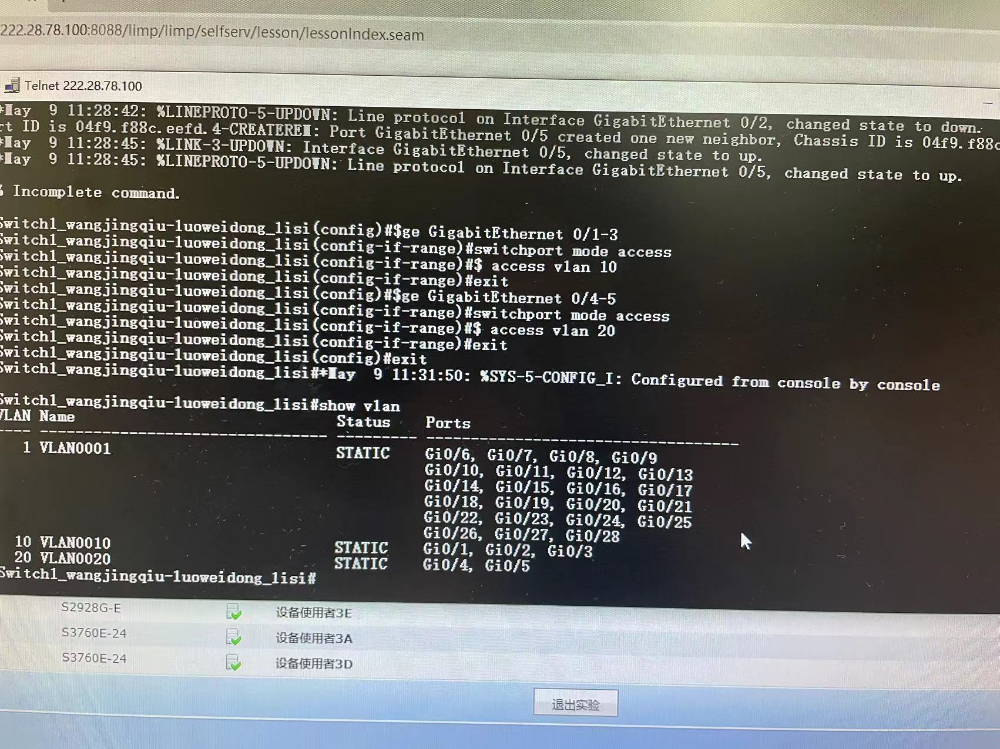 222.28.78.100:8088/limp/limp/selfserv/lesson/lessonIndex.seam
Telnet 222.28.78.100
*May  9 11:28:42: %LINEPROTO-5-UPDOWN: Line protocol on Interface GigabitEthernet 0/2, changed state to down.
rt ID is 04f9.f88c.eefd.4-CREATEREM: Port GigabitEthernet 0/5 created one new neighbor, Chassis ID is 04f9.f88c
*May  9 11:28:45: %LINK-3-UPDOWN: Interface GigabitEthernet 0/5, changed state to up.
*May  9 11:28:45: %LINEPROTO-5-UPDOWN: Line protocol on Interface GigabitEthernet 0/5, changed state to up.
% Incomplete command.
Switch1_wangjingqiu-luoweidong_lisi(config)#$ge GigabitEthernet 0/1-3
Switch1_wangjingqiu-luoweidong_lisi(config-if-range)#switchport mode access
Switch1_wangjingqiu-luoweidong_lisi(config-if-range)#$ access vlan 10
Switch1_wangjingqiu-luoweidong_lisi(config-if-range)#exit
Switch1_wangjingqiu-luoweidong_lisi(config)#$ge GigabitEthernet 0/4-5
Switch1_wangjingqiu-luoweidong_lisi(config-if-range)#switchport mode access
Switch1_wangjingqiu-luoweidong_lisi(config-if-range)#$ access vlan 20
Switch1_wangjingqiu-luoweidong_lisi(config-if-range)#exit
Switch1_wangjingqiu-luoweidong_lisi(config)#exit
Switch1_wangjingqiu-luoweidong_lisi#*May  9 11:31:50: %SYS-5-CONFIG_I: Configured from console by console
Switch1_wangjingqiu-luoweidong_lisi#show vlan
VLAN Name Status Ports
---- -------------------------------- --------- -----------------------------------
1 VLAN0001 STATIC Gi0/6, Gi0/7, Gi0/8, Gi0/9
Gi0/10, Gi0/11, Gi0/12, Gi0/13
Gi0/14, Gi0/15, Gi0/16, Gi0/17
Gi0/18, Gi0/19, Gi0/20, Gi0/21
Gi0/22, Gi0/23, Gi0/24, Gi0/25
Gi0/26, Gi0/27, Gi0/28
10 VLAN0010 STATIC Gi0/1, Gi0/2, Gi0/3
20 VLAN0020 STATIC Gi0/4, Gi0/5
Switch1_wangjingqiu-luoweidong_lisi#
S2928G-E 设备使用者3E
S3760E-24 设备使用者3A
S3760E-24 设备使用者3D
退出实验